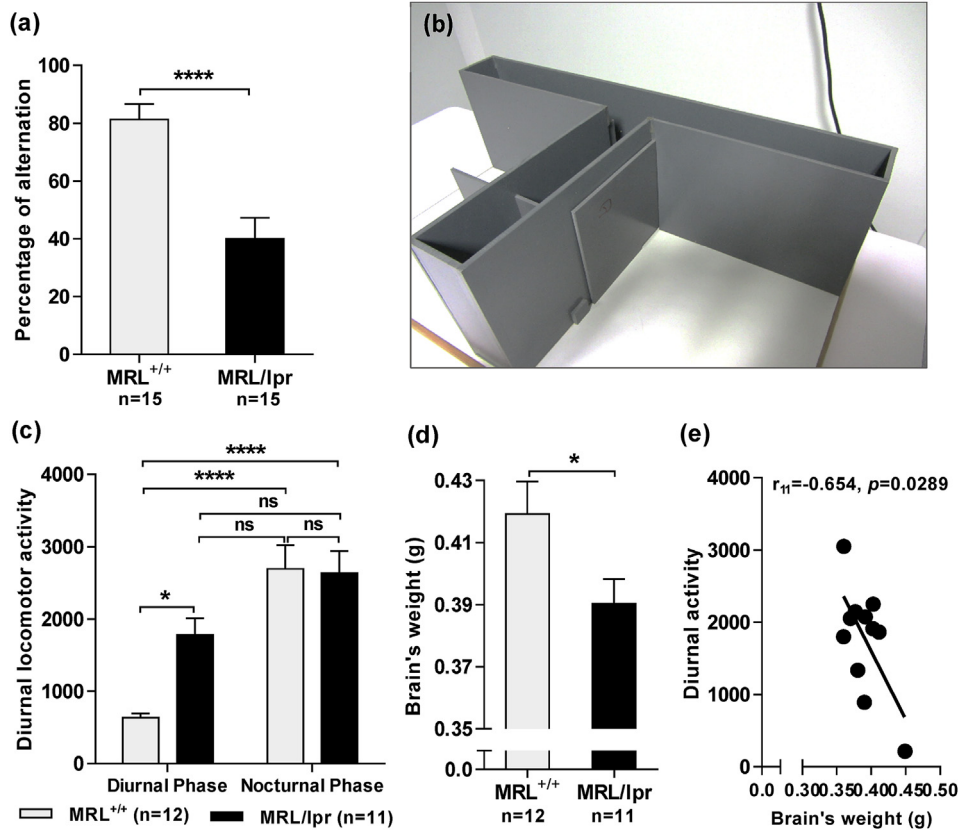 (a)
100
80
60
40
20
0
Percentage of alternation
****
MRL+/+
n=15
MRL/lpr
n=15
(b)
(c)
4000
3000
2000
1000
0
Diurnal locomotor activity
****
****
ns
ns
ns
*
Diurnal Phase
Nocturnal Phase
MRL+/+ (n=12)
MRL/lpr (n=11)
(d)
0.43
0.41
0.39
0.37
0.35
0.0
Brain's weight (g)
*
MRL+/+
n=12
MRL/lpr
n=11
(e)
r11=-0.654, p=0.0289
4000
3000
2000
1000
0
Diurnal activity
0.0 0.300 0.35 0.40 0.45 0.50
Brain's weight (g)